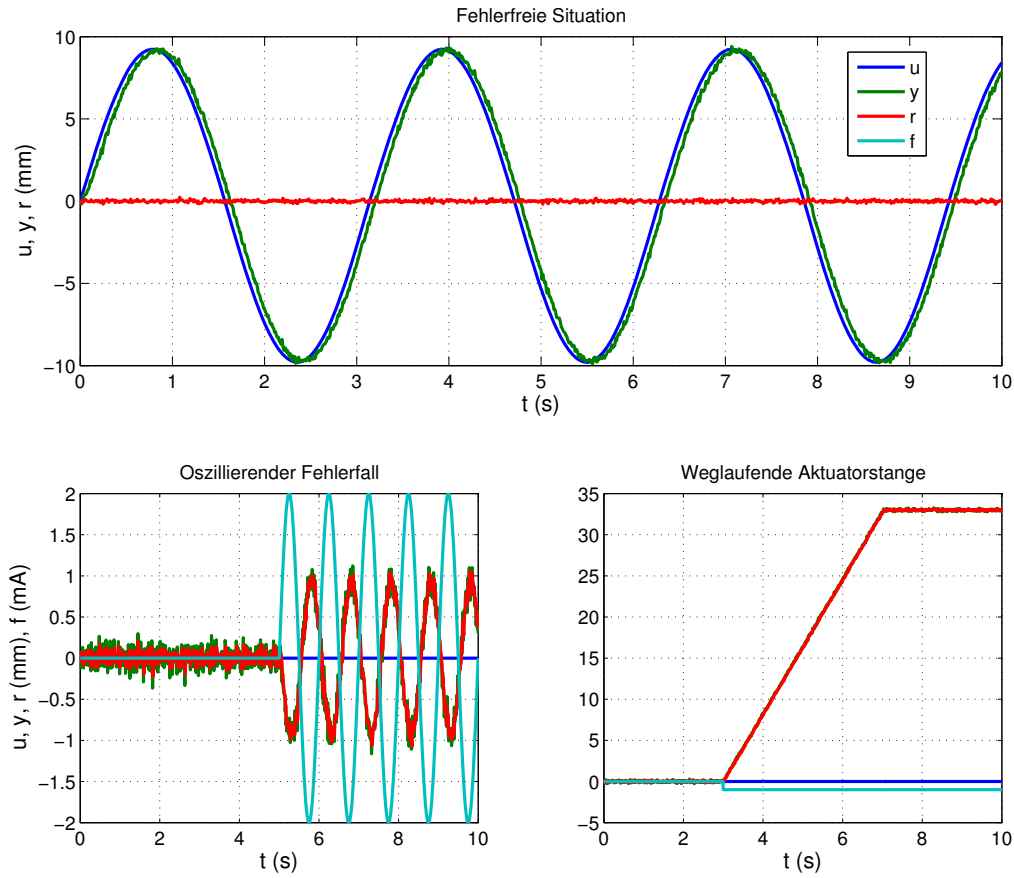 Fehlerfreie Situation
10
5
0
−5
−10
u, y, r (mm)
0 1 2 3 4 5 6 7 8 9 10
t (s)
u
y
r
f
Oszillierender Fehlerfall
2
1.5
1
0.5
0
−0.5
−1
−1.5
−2
u, y, r (mm), f (mA)
0 2 4 6 8 10
t (s)
Weglaufende Aktuatorstange
35
30
25
20
15
10
5
0
−5
0 2 4 6 8 10
t (s)